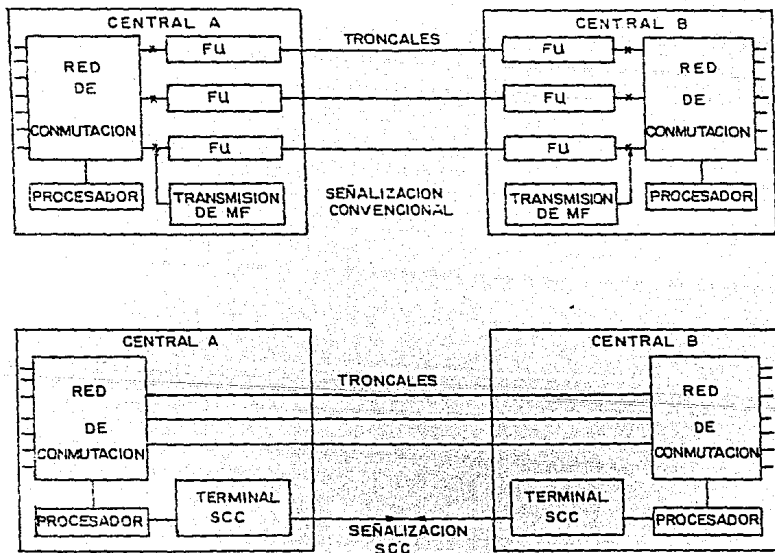 CENTRAL A
CENTRAL B
FU
TRONCALES
FU
RED
DE
CONMUTACION
FU
FU
RED
DE
CONMUTACION
FU
FU
PROCESADOR
TRANSMISION
DE MF
SEÑALIZACION
CONVENCIONAL
TRANSMISION
DE MF
PROCESADOR
CENTRAL A
CENTRAL B
TRONCALES
RED
DE
CONMUTACION
RED
DE
CONMUTACION
TERMINAL
SCC
TERMINAL
SCC
PROCESADOR
SEÑALIZACION
SCC
PROCESADOR